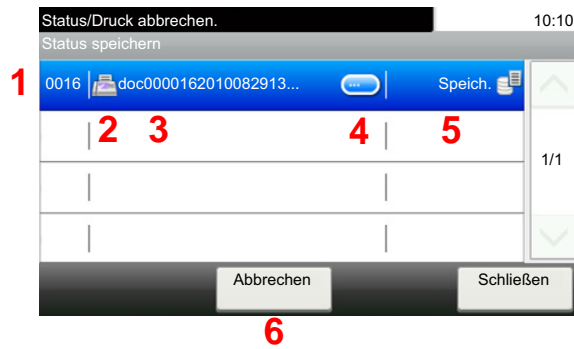 Status/Druck abbrechen. 10:10
Status speichern
1 0016 doc0000162010082913... Speich.
2 3 4 5
1/1
Abbrechen Schließen
6